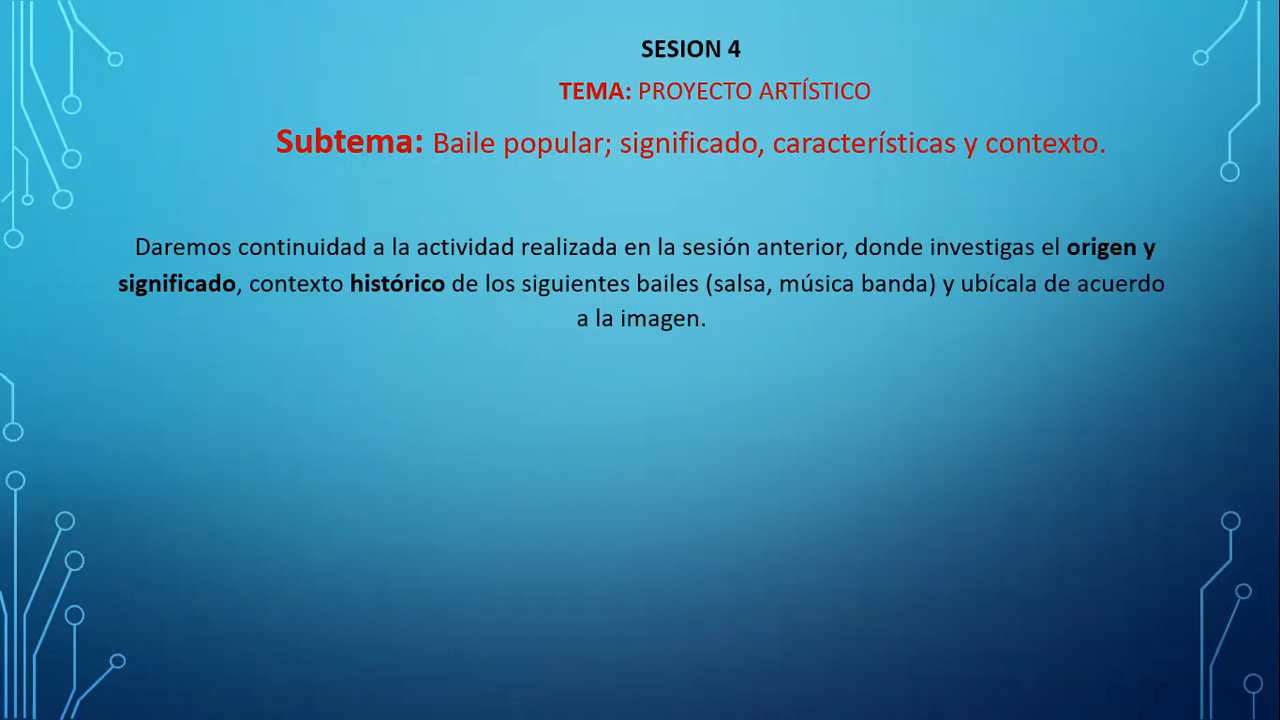 SESION 4
TEMA: PROYECTO ARTÍSTICO
Subtema: Baile popular; significado, características y contexto.
Daremos continuidad a la actividad realizada en la sesión anterior, donde investigas el origen y
significado, contexto histórico de los siguientes bailes (salsa, música banda) y ubícala de acuerdo
a la imagen.